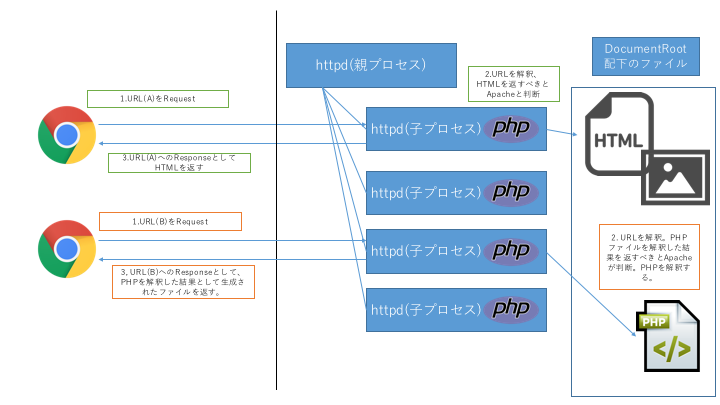 httpd(親プロセス)
DocumentRoot
配下のファイル
2.URLを解釈、
HTMLを返すべきと
Apacheと判断
1.URL(A)をRequest
httpd(子プロセス)
php
HTML
3.URL(A)へのResponseとして
HTMLを返す
httpd(子プロセス)
php
1.URL(B)をRequest
httpd(子プロセス)
php
2. URLを解釈。PHP
ファイルを解釈した結
果を返すべきとApache
が判断。PHPを解釈す
る。
3, URL(B)へのResponseとして、
PHPを解釈した結果として生成さ
れたファイルを返す。
httpd(子プロセス)
php
PHP
</>